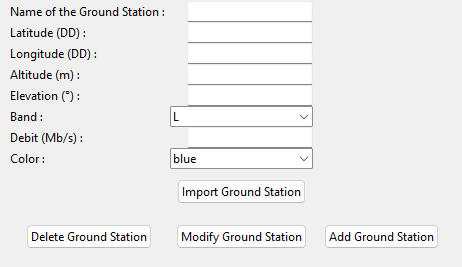 Name of the Ground Station :
Latitude (DD) :
Longitude (DD) :
Altitude (m) :
Elevation (°) :
Band : L
Debit (Mb/s) :
Color : blue
Import Ground Station
Delete Ground Station Modify Ground Station Add Ground Station